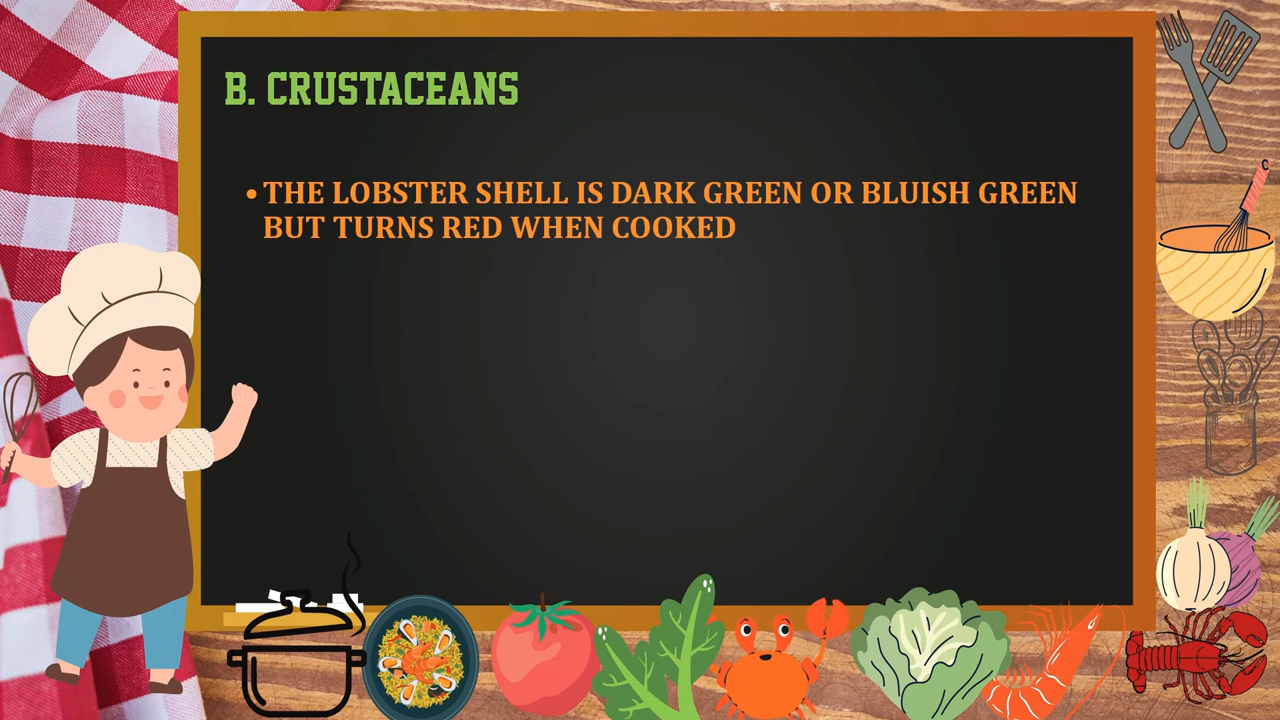 B. CRUSTACEANS
• THE LOBSTER SHELL IS DARK GREEN OR BLUISH GREEN
BUT TURNS RED WHEN COOKED